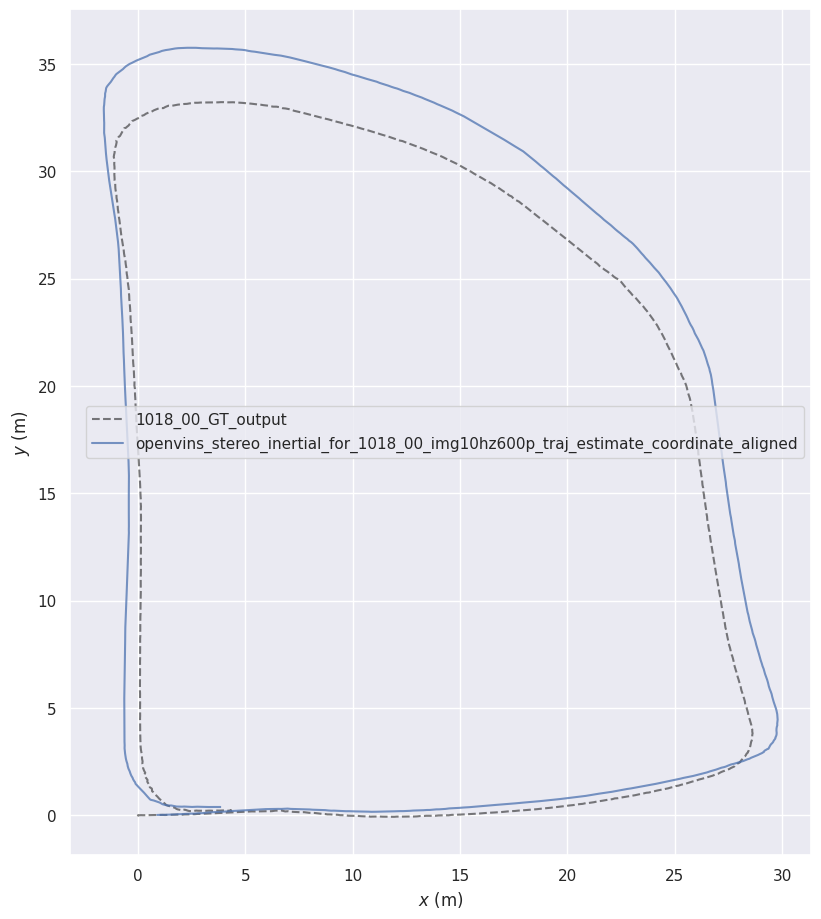 35
30
25
20
15
10
5
0
y (m)
1018_00_GT_output
openvins_stereo_inertial_for_1018_00_img10hz600p_traj_estimate_coordinate_aligned
0 5 10 15 20 25 30
x (m)